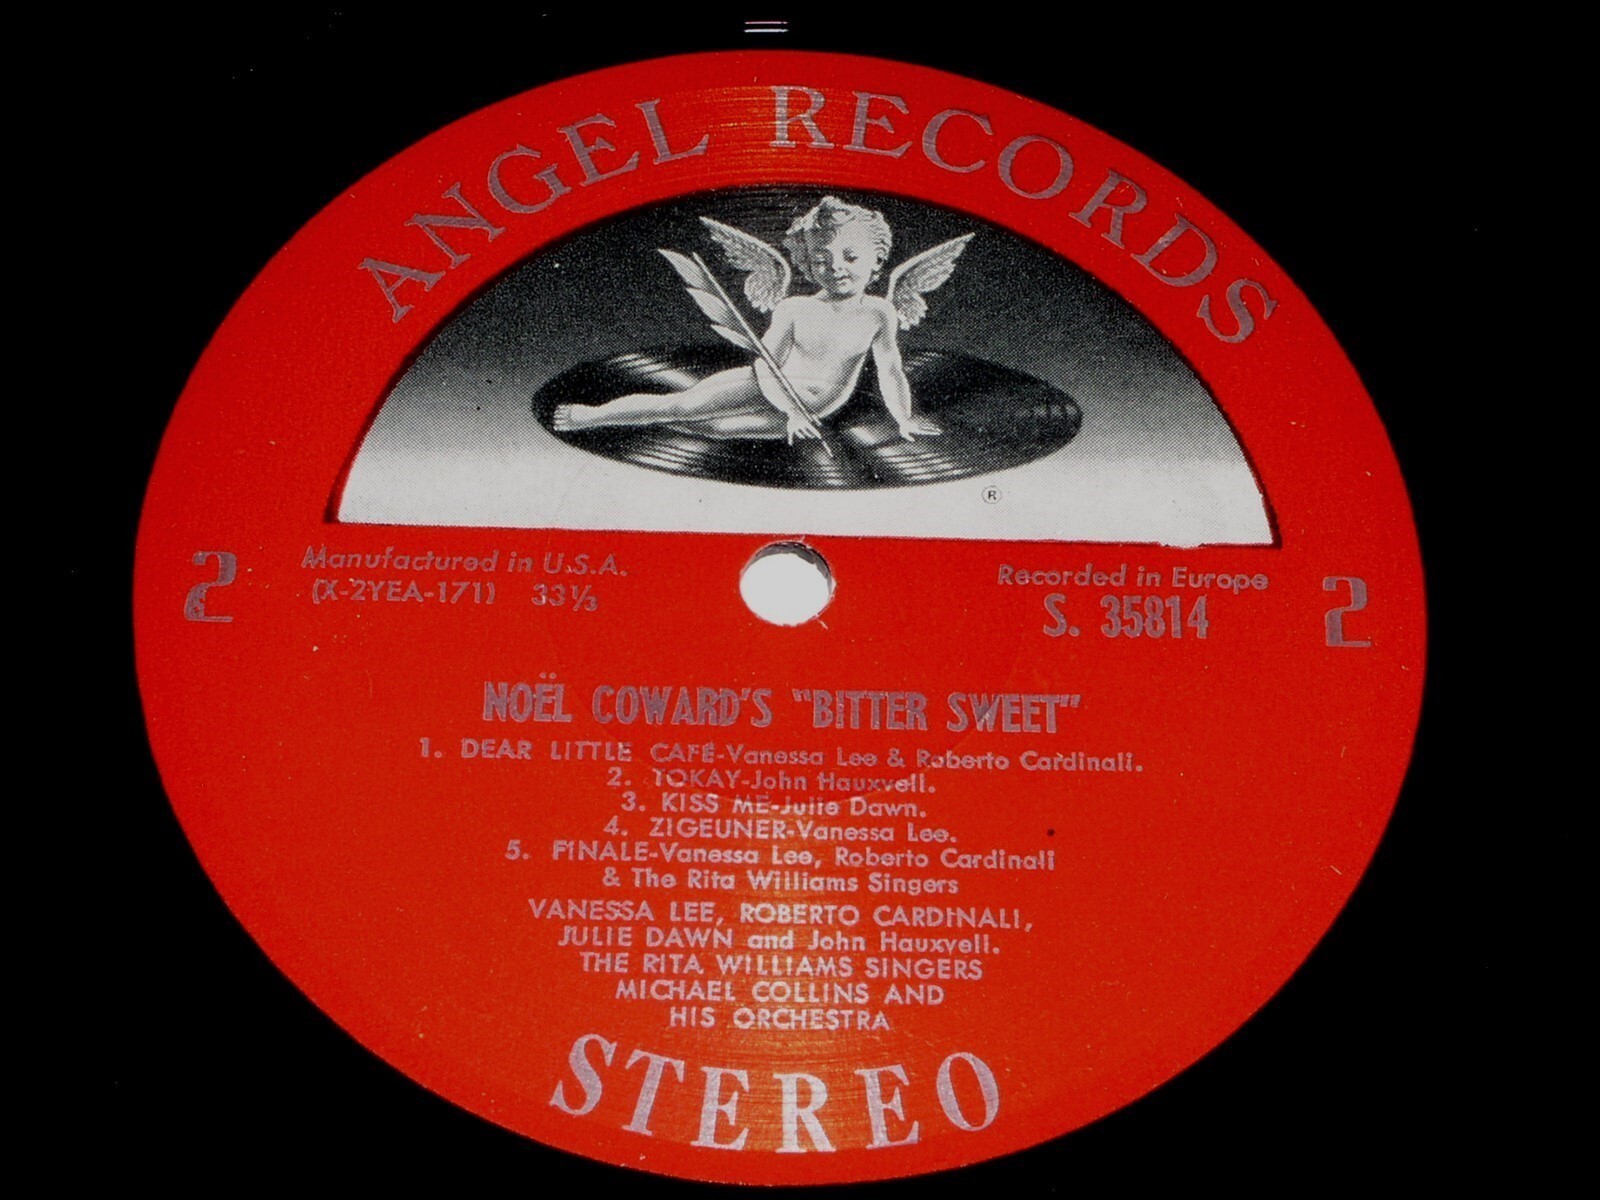 ANGEL RECORDS
®
2
Manufactured in U.S.A.
(X-2YEA-171) 33⅓
Recorded in Europe
S. 35814
2
NOËL COWARD'S "BITTER SWEET"
1. DEAR LITTLE CAFÉ-Vanessa Lee & Roberto Cardinali.
2. TOKAY-John Hauxvell.
3. KISS ME-Julie Dawn.
4. ZIGEUNER-Vanessa Lee.
5. FINALE-Vanessa Lee, Roberto Cardinali
& The Rita Williams Singers
VANESSA LEE, ROBERTO CARDINALI,
JULIE DAWN and John Hauxvell.
THE RITA WILLIAMS SINGERS
MICHAEL COLLINS AND
HIS ORCHESTRA
STEREO